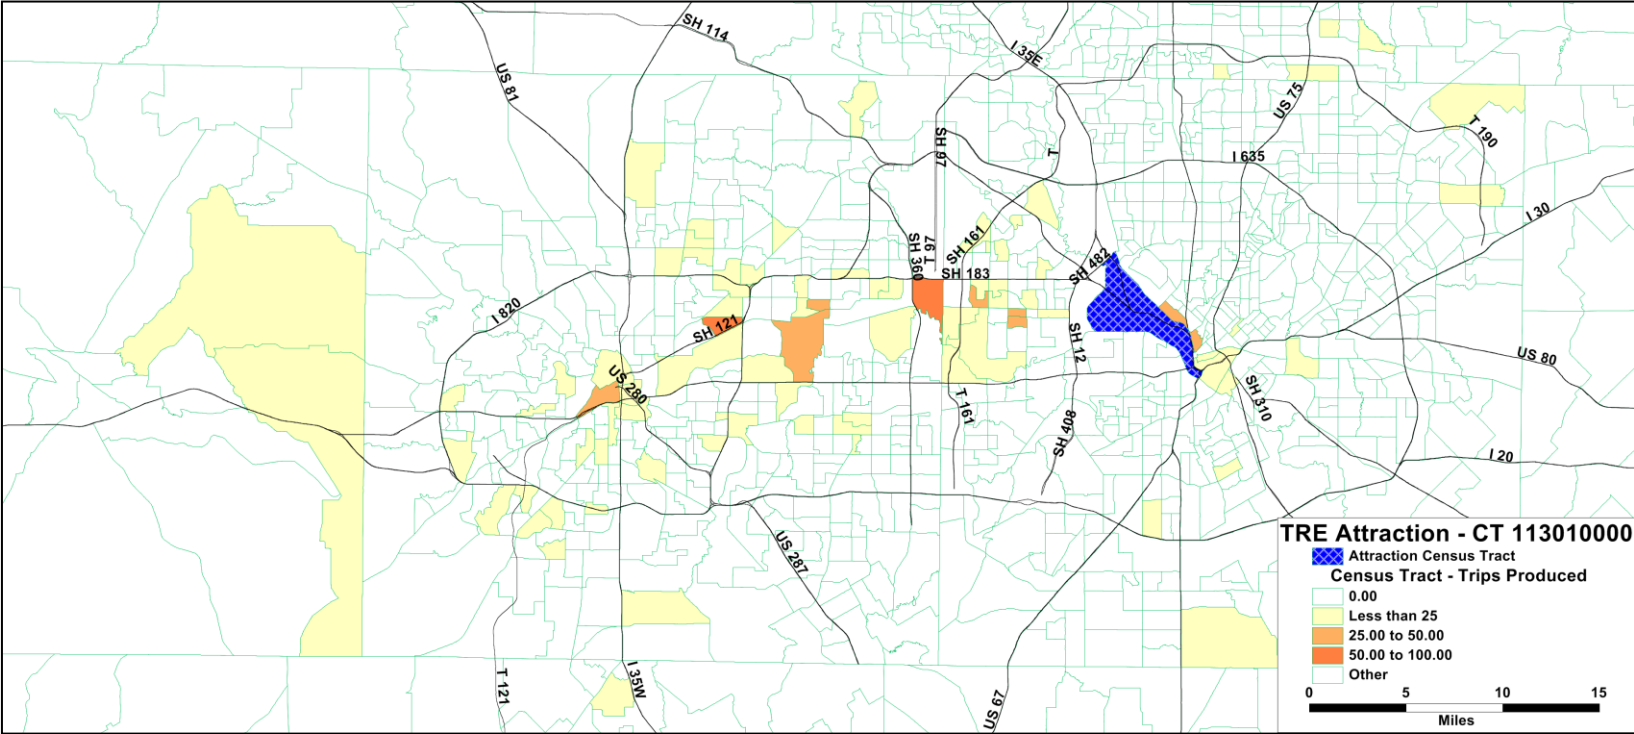 SH 114
I 35E
US 81
US 75
T 190
SH 97
T
I 635
I 30
SH 360
T 97
SH 161
SH 183
SH 482
I 820
SH 121
SH 12
US 80
US 280
T 161
SH 408
SH 310
I 20
US 287
T 121
I 35W
US 67
TRE Attraction - CT 113010000
Attraction Census Tract
Census Tract - Trips Produced
0.00
Less than 25
25.00 to 50.00
50.00 to 100.00
Other
0 5 10 15
Miles